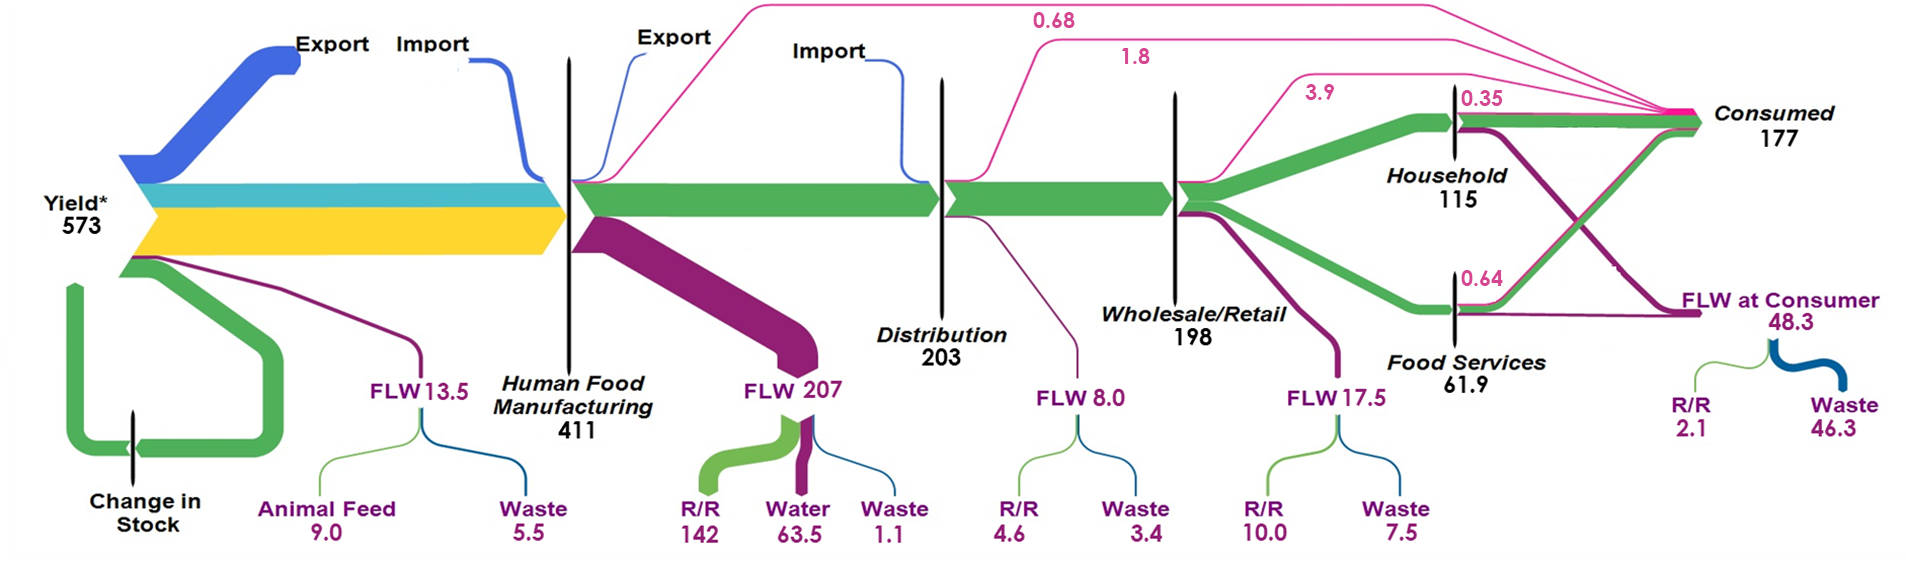 Export
Import
Export
Import
0.68
1.8
3.9
0.35
Consumed
177
Yield*
573
Household
115
0.64
Wholesale/Retail
198
Distribution
203
Food Services
61.9
FLW at Consumer
48.3
Human Food
Manufacturing
411
FLW 13.5
FLW 207
FLW 8.0
FLW 17.5
R/R
2.1
Waste
46.3
Change in
Stock
Animal Feed
9.0
Waste
5.5
R/R
142
Water
63.5
Waste
1.1
R/R
4.6
Waste
3.4
R/R
10.0
Waste
7.5